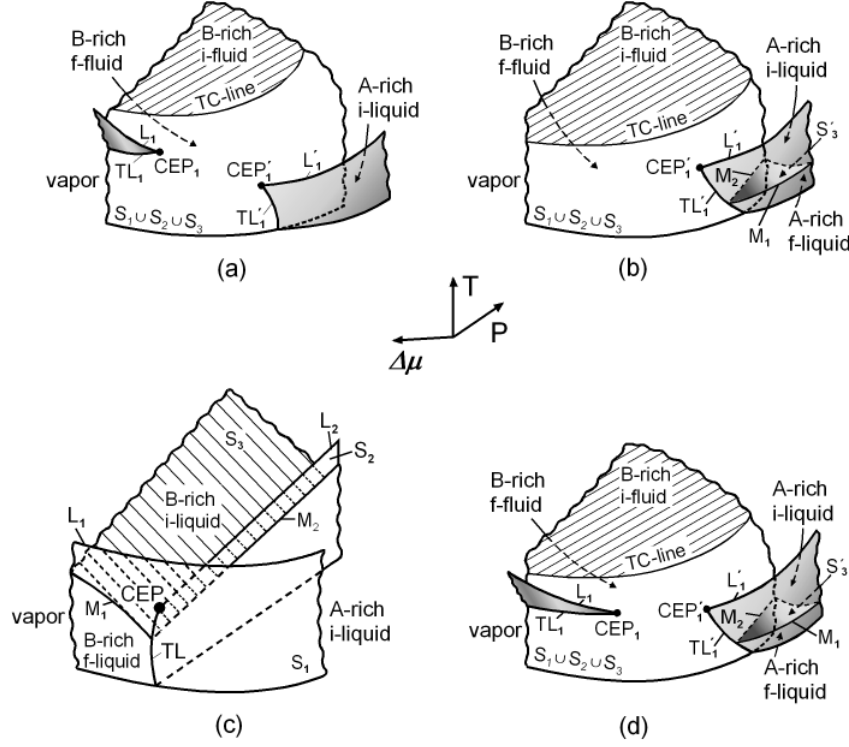 B-rich
f-fluid
B-rich
i-fluid
TC-line
A-rich
i-liquid
L₁
TL₁
CEP₁
CEP′₁
L′₁
TL′₁
vapor
S₁∪S₂∪S₃
(a)
B-rich
f-fluid
B-rich
i-fluid
TC-line
A-rich
i-liquid
S′₃
L′₁
CEP′₁
M₂
TL′₁
M₁
vapor
S₁∪S₂∪S₃
A-rich
f-liquid
(b)
T
P
Δμ
L₂
S₂
S₃
B-rich
i-liquid
L₁
M₂
CEP
M₁
vapor
B-rich
f-liquid
TL
A-rich
i-liquid
S₁
(c)
B-rich
f-fluid
B-rich
i-fluid
TC-line
A-rich
i-liquid
L₁
L′₁
S′₃
TL₁
CEP₁
CEP′₁
M₂
M₁
vapor
TL′₁
S₁∪S₂∪S₃
A-rich
f-liquid
(d)